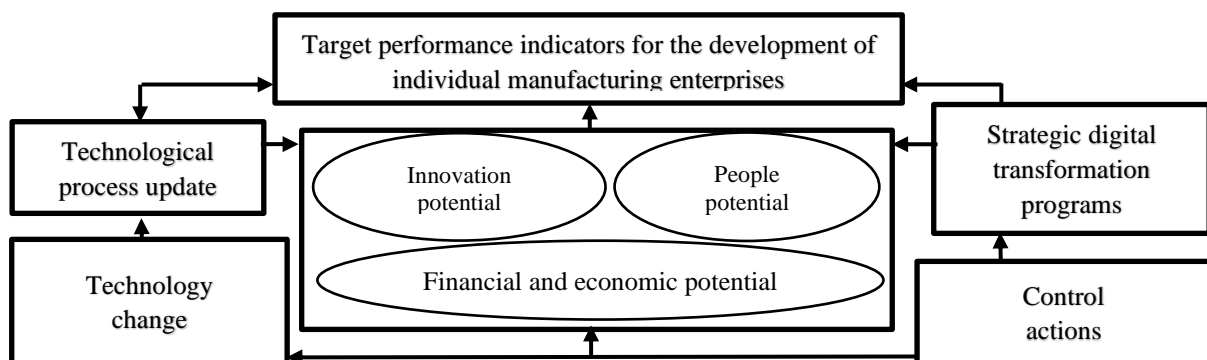 Target performance indicators for the development of
individual manufacturing enterprises
Technological
process update
Innovation
potential
People
potential
Strategic digital
transformation
programs
Financial and economic potential
Technology
change
Control
actions